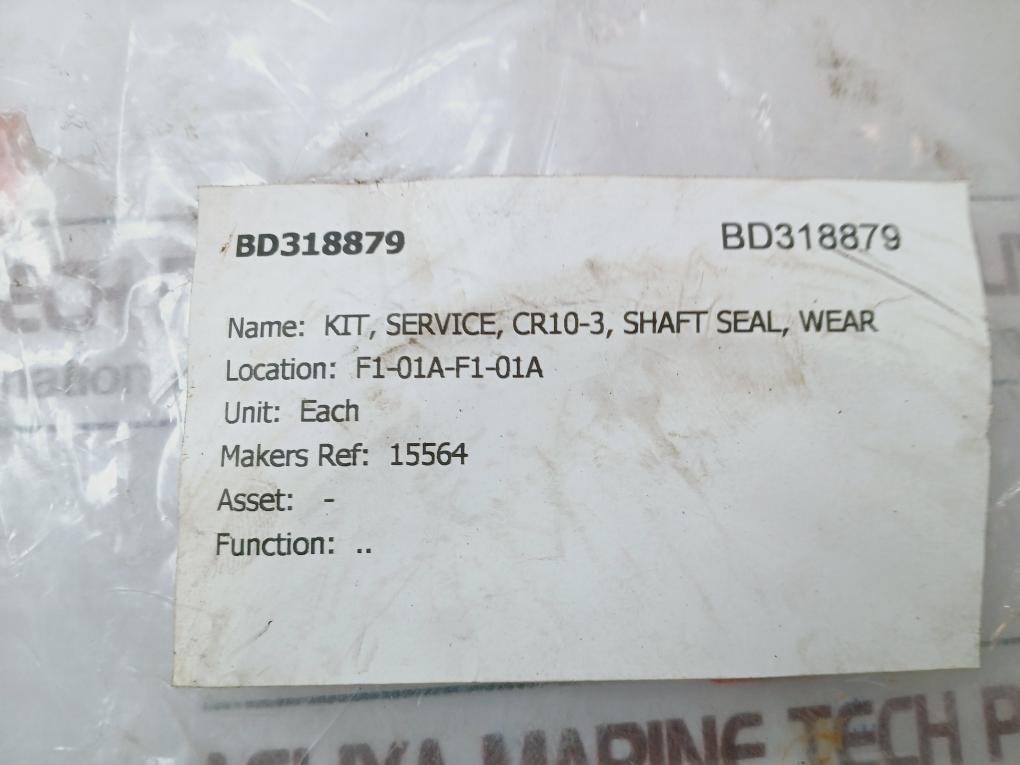 BD318879 BD318879
Name: KIT, SERVICE, CR10-3, SHAFT SEAL, WEAR
Location: F1-01A-F1-01A
Unit: Each
Makers Ref: 15564
Asset: -
Function: ..
MARINE TECH P